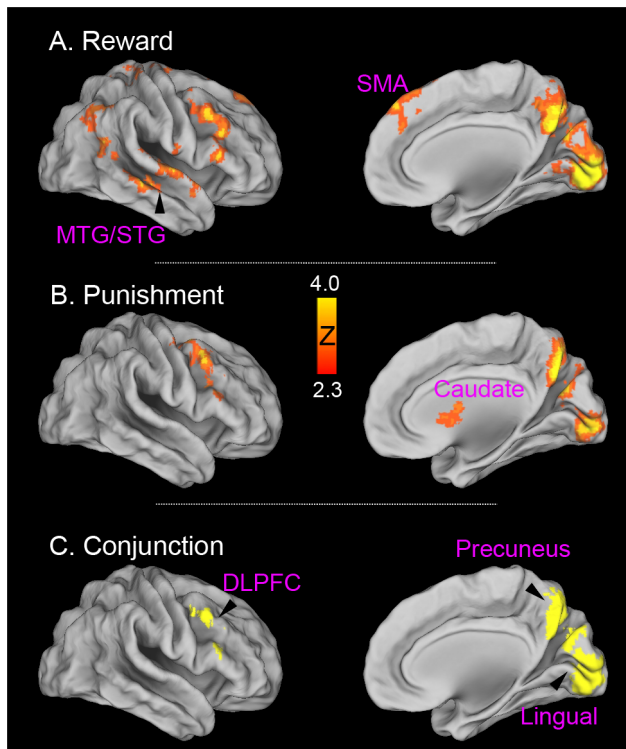 A. Reward
SMA
MTG/STG
B. Punishment
4.0
Z
2.3
Caudate
C. Conjunction
Precuneus
DLPFC
Lingual